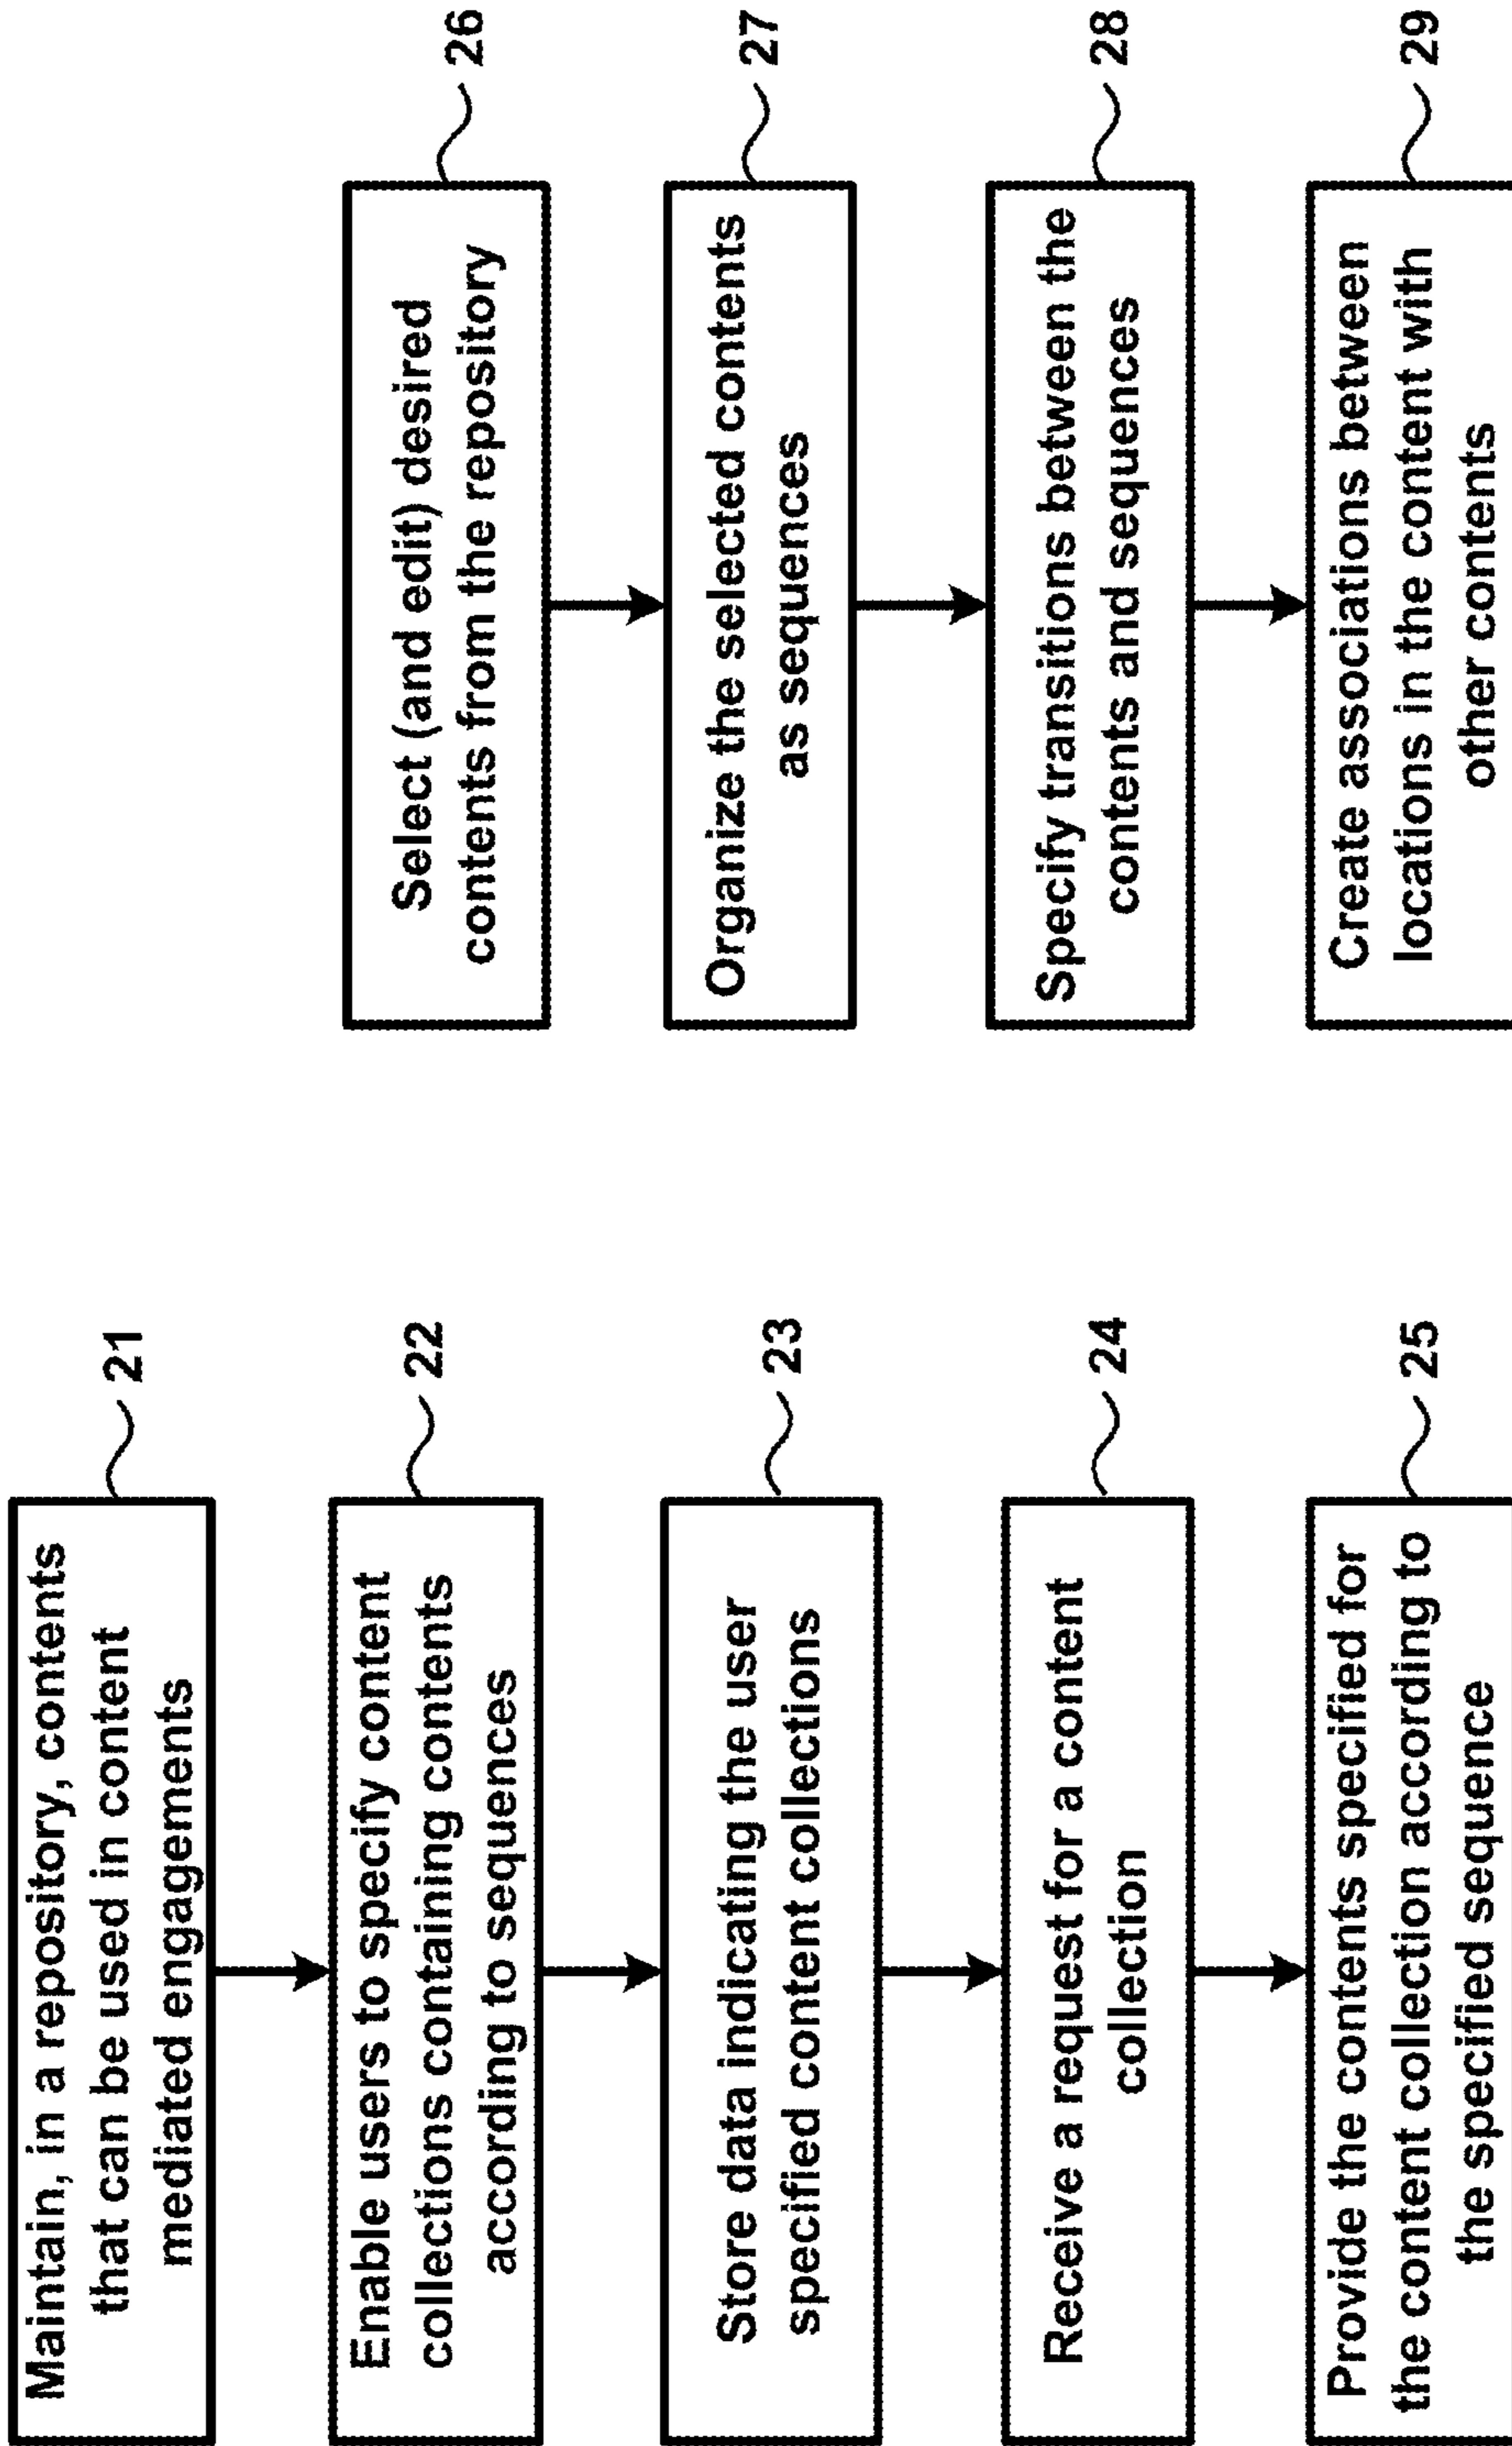 Maintain, in a repository, contents
that can be used in content
mediated engagements
21
Enable users to specify content
collections containing contents
according to sequences
22
Store data indicating the user
specified content collections
23
Receive a request for a content
collection
24
Provide the contents specified for
the content collection according to
the specified sequence
25
Select (and edit) desired
contents from the repository
26
Organize the selected contents
as sequences
27
Specify transitions between the
contents and sequences
28
Create associations between
locations in the content with
other contents
29